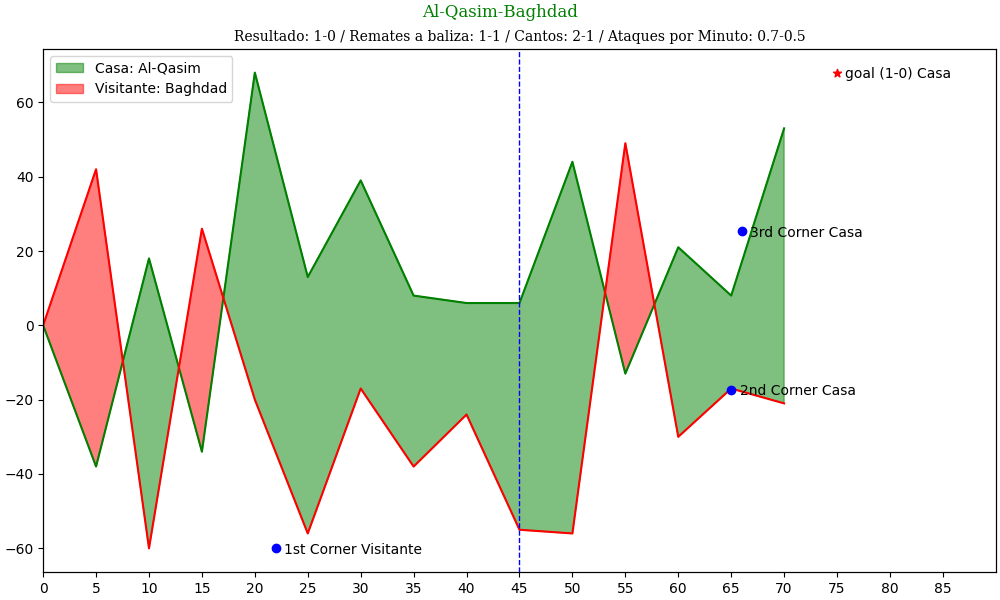 Al-Qasim-Baghdad
Resultado: 1-0 / Remates a baliza: 1-1 / Cantos: 2-1 / Ataques por Minuto: 0.7-0.5
Casa: Al-Qasim
Visitante: Baghdad
goal (1-0) Casa
3rd Corner Casa
2nd Corner Casa
1st Corner Visitante
60
40
20
0
−20
−40
−60
0 5 10 15 20 25 30 35 40 45 50 55 60 65 70 75 80 85